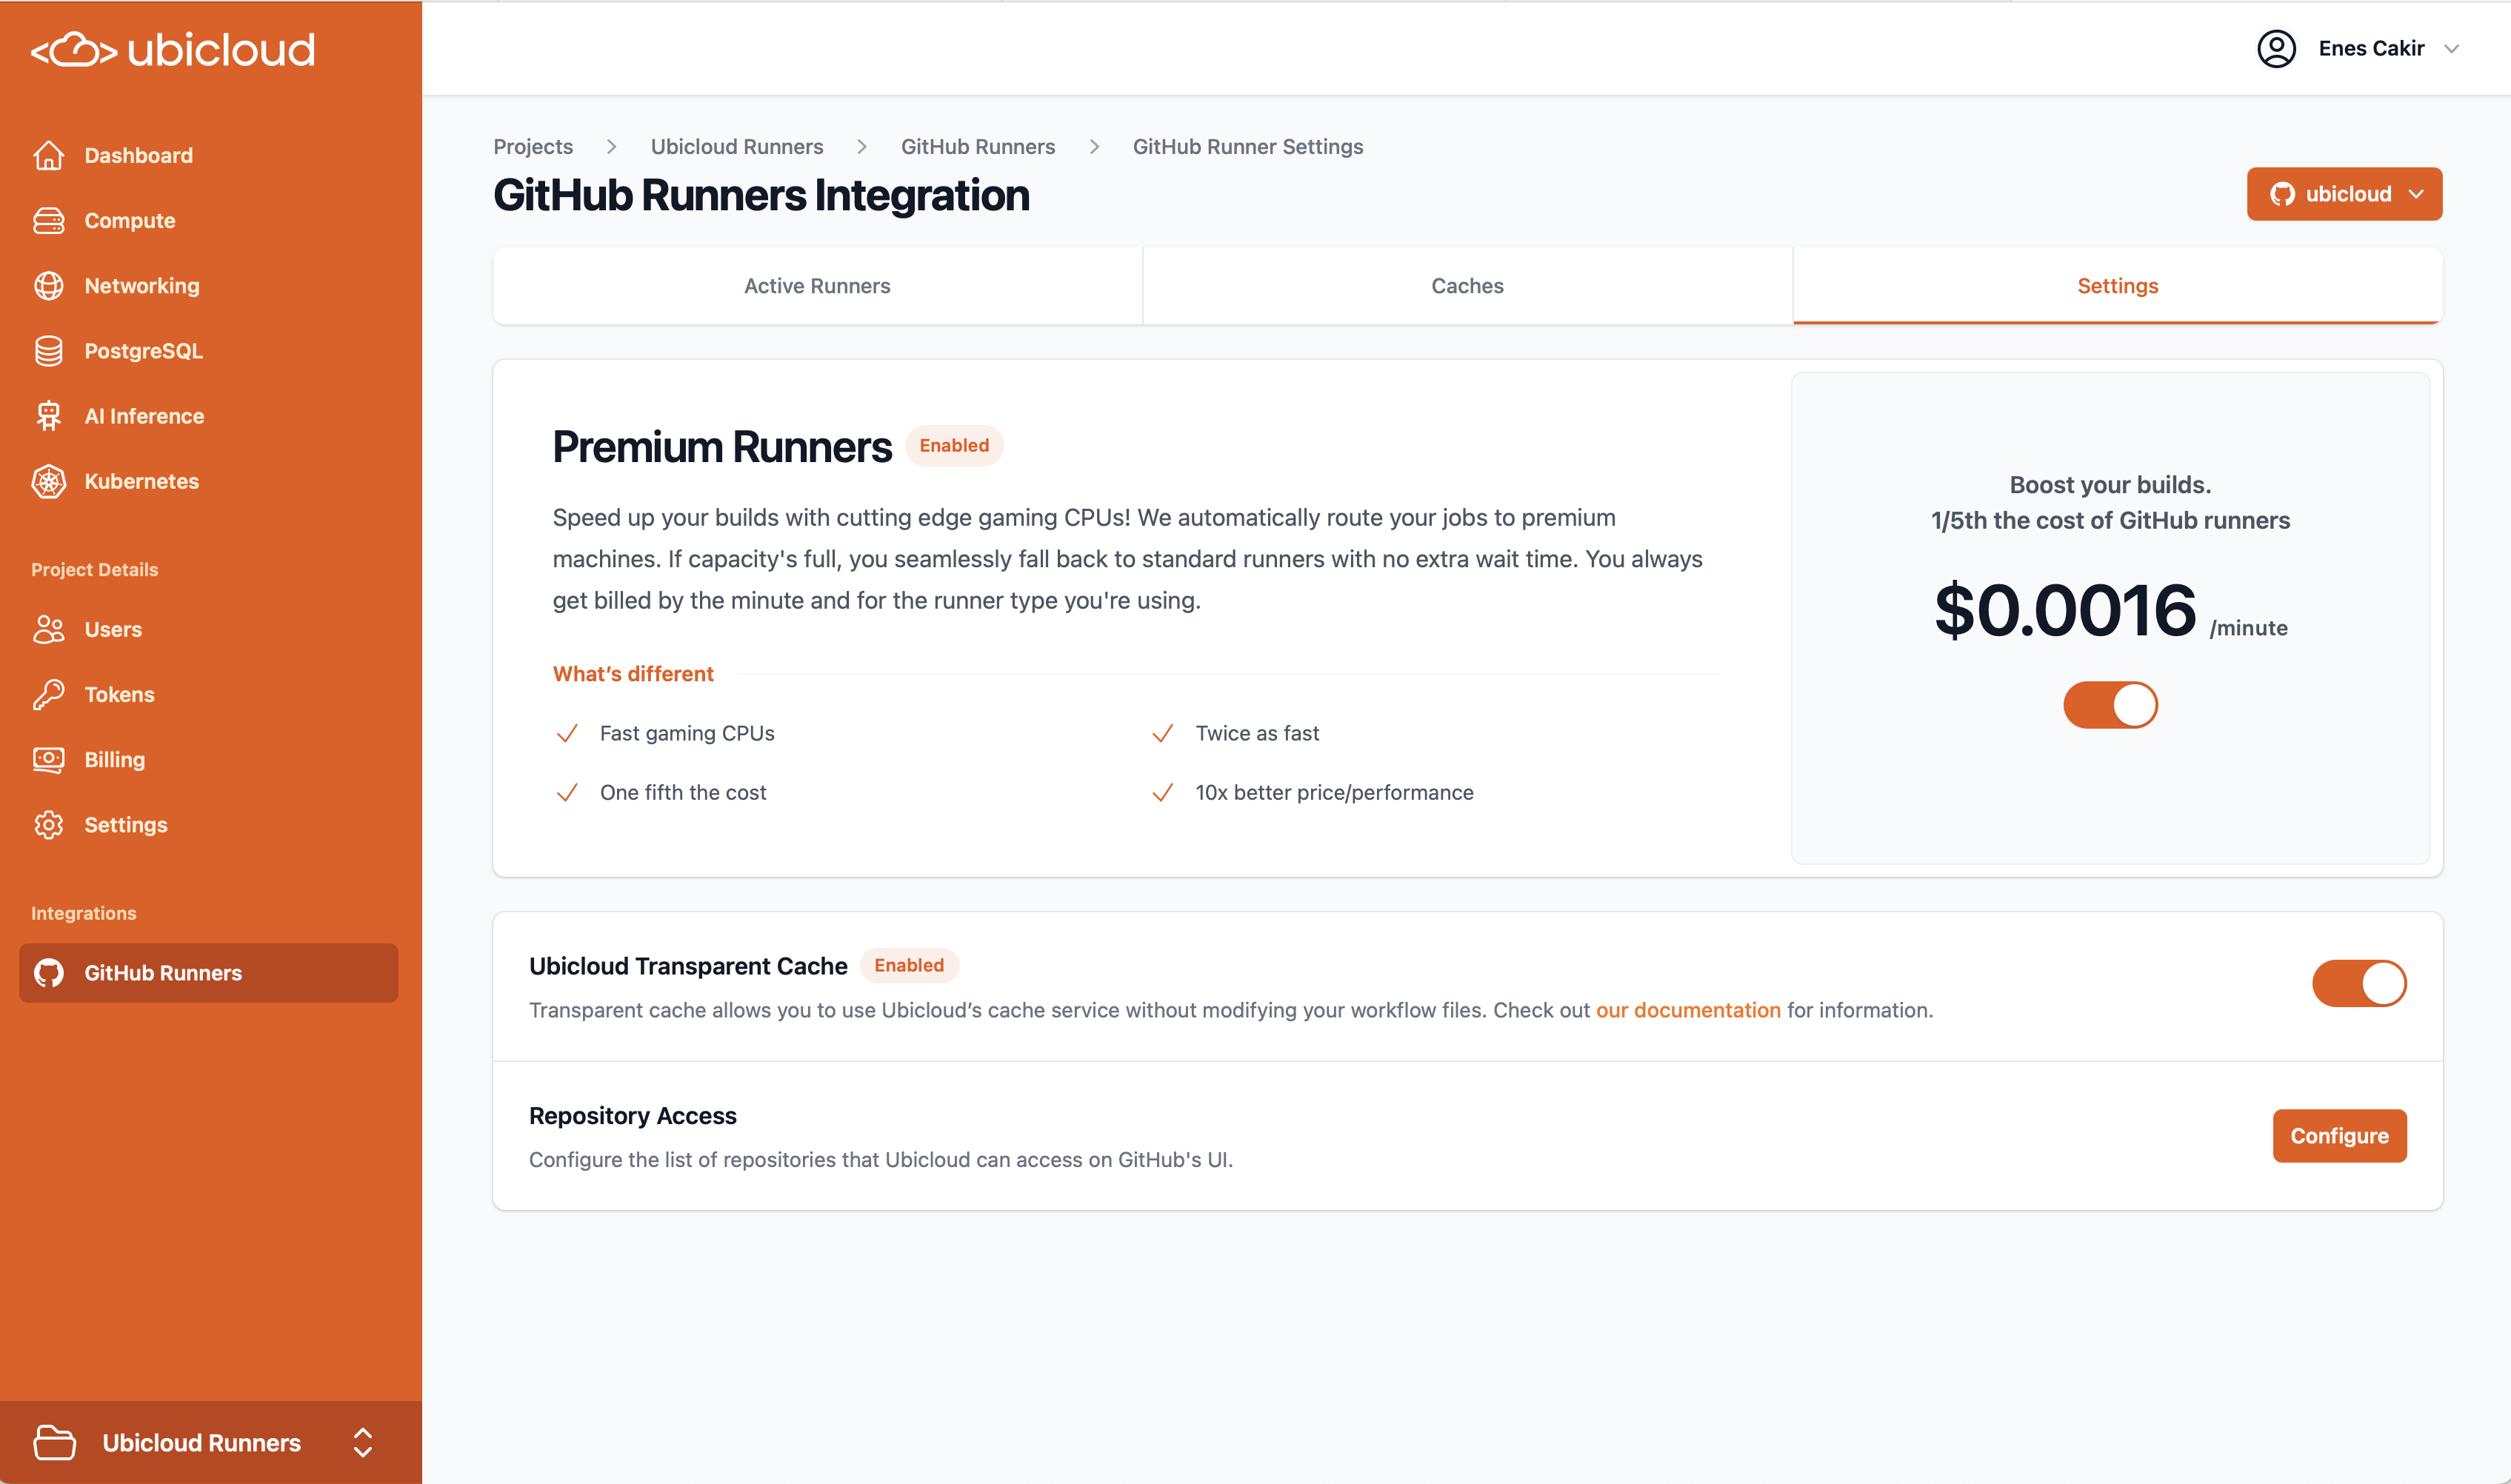 ubicloud
Enes Cakir
Dashboard
Compute
Networking
PostgreSQL
AI Inference
Kubernetes
Project Details
Users
Tokens
Billing
Settings
Integrations
GitHub Runners
Ubicloud Runners
Projects > Ubicloud Runners > GitHub Runners > GitHub Runner Settings
GitHub Runners Integration
ubicloud
Active Runners
Caches
Settings
Premium Runners Enabled
Speed up your builds with cutting edge gaming CPUs! We automatically route your jobs to premium
machines. If capacity's full, you seamlessly fall back to standard runners with no extra wait time. You always
get billed by the minute and for the runner type you're using.
What’s different
Fast gaming CPUs
Twice as fast
One fifth the cost
10x better price/performance
Boost your builds.
1/5th the cost of GitHub runners
$0.0016 /minute
Ubicloud Transparent Cache Enabled
Transparent cache allows you to use Ubicloud’s cache service without modifying your workflow files. Check out our documentation for information.
Repository Access
Configure the list of repositories that Ubicloud can access on GitHub's UI.
Configure